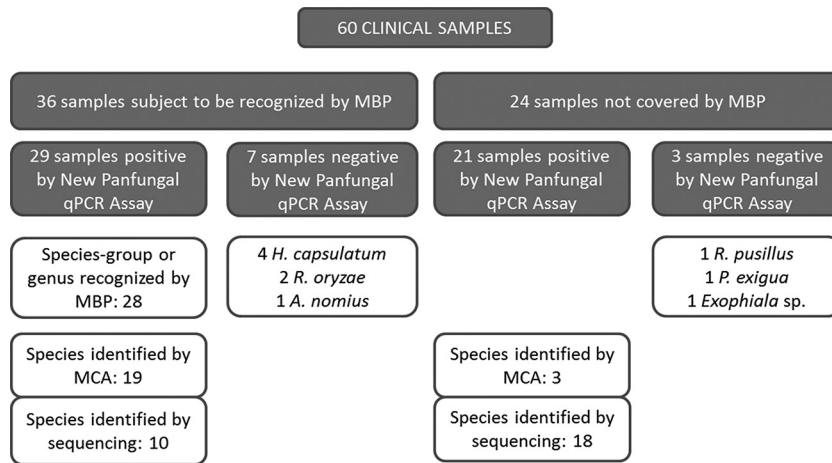 60 CLINICAL SAMPLES
36 samples subject to be recognized by MBP
24 samples not covered by MBP
29 samples positive
by New Panfungal
qPCR Assay
7 samples negative
by New Panfungal
qPCR Assay
21 samples positive
by New Panfungal
qPCR Assay
3 samples negative
by New Panfungal
qPCR Assay
Species-group or
genus recognized by
MBP: 28
4 H. capsulatum
2 R. oryzae
1 A. nomius
1 R. pusillus
1 P. exigua
1 Exophiala sp.
Species identified by
MCA: 19
Species identified by
MCA: 3
Species identified by
sequencing: 10
Species identified by
sequencing: 18